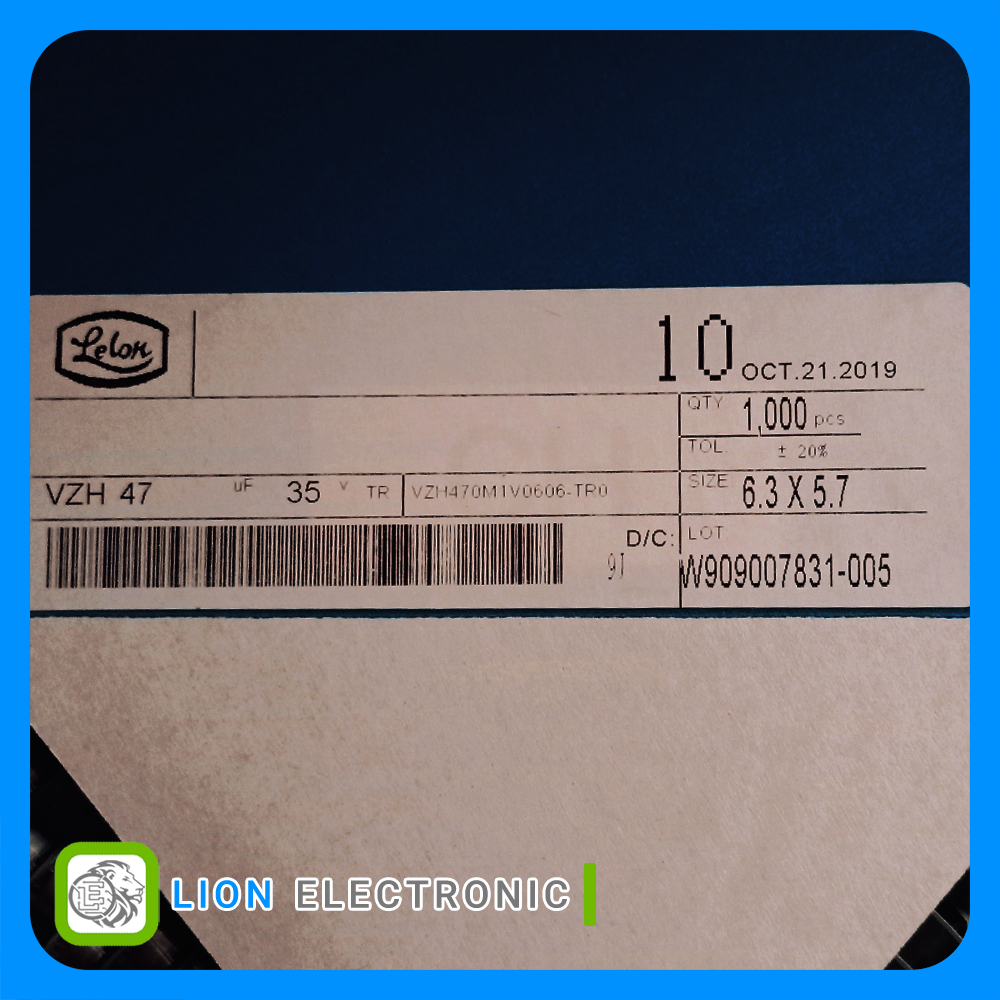 Lelon
10 OCT.21.2019
QTY 1,000 pcs
TOL. ± 20%
VZH 47 uF 35 V TR VZH470M1V0606-TR0
SIZE 6.3 X 5.7
D/C: 9I
LOT W909007831-005
LION ELECTRONIC